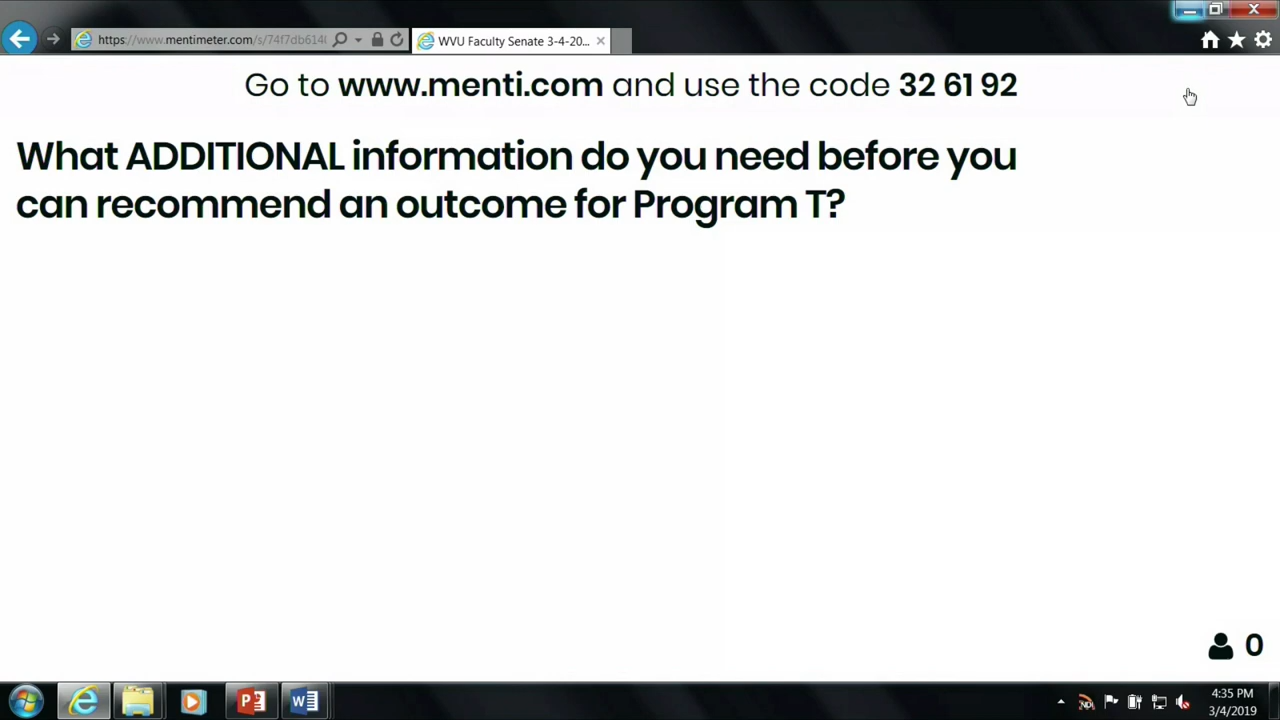 https://www.mentimeter.com/s/74f7db6140
WVU Faculty Senate 3-4-20...
Go to www.menti.com and use the code 32 61 92
What ADDITIONAL information do you need before you
can recommend an outcome for Program T?
0
4:35 PM
3/4/2019